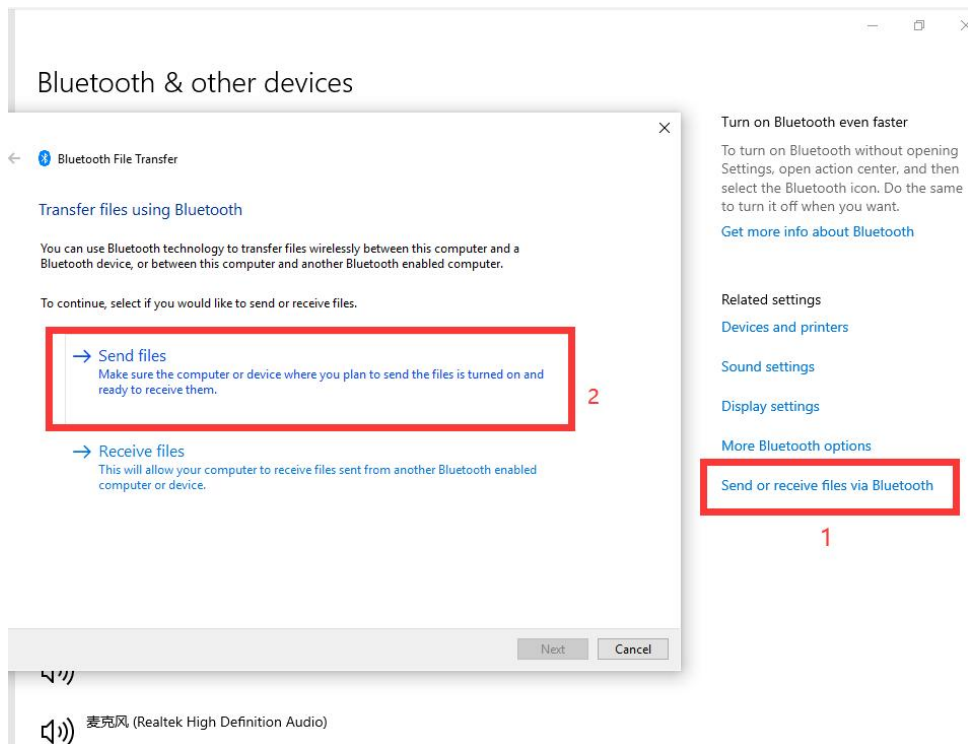 Bluetooth & other devices
Bluetooth File Transfer
Transfer files using Bluetooth
You can use Bluetooth technology to transfer files wirelessly between this computer and a
Bluetooth device, or between this computer and another Bluetooth enabled computer.
To continue, select if you would like to send or receive files.
Send files
Make sure the computer or device where you plan to send the files is turned on and
ready to receive them.
2
Receive files
This will allow your computer to receive files sent from another Bluetooth enabled
computer or device.
Next
Cancel
麦克风 (Realtek High Definition Audio)
Turn on Bluetooth even faster
To turn on Bluetooth without opening
Settings, open action center, and then
select the Bluetooth icon. Do the same
to turn it off when you want.
Get more info about Bluetooth
Related settings
Devices and printers
Sound settings
Display settings
More Bluetooth options
Send or receive files via Bluetooth
1